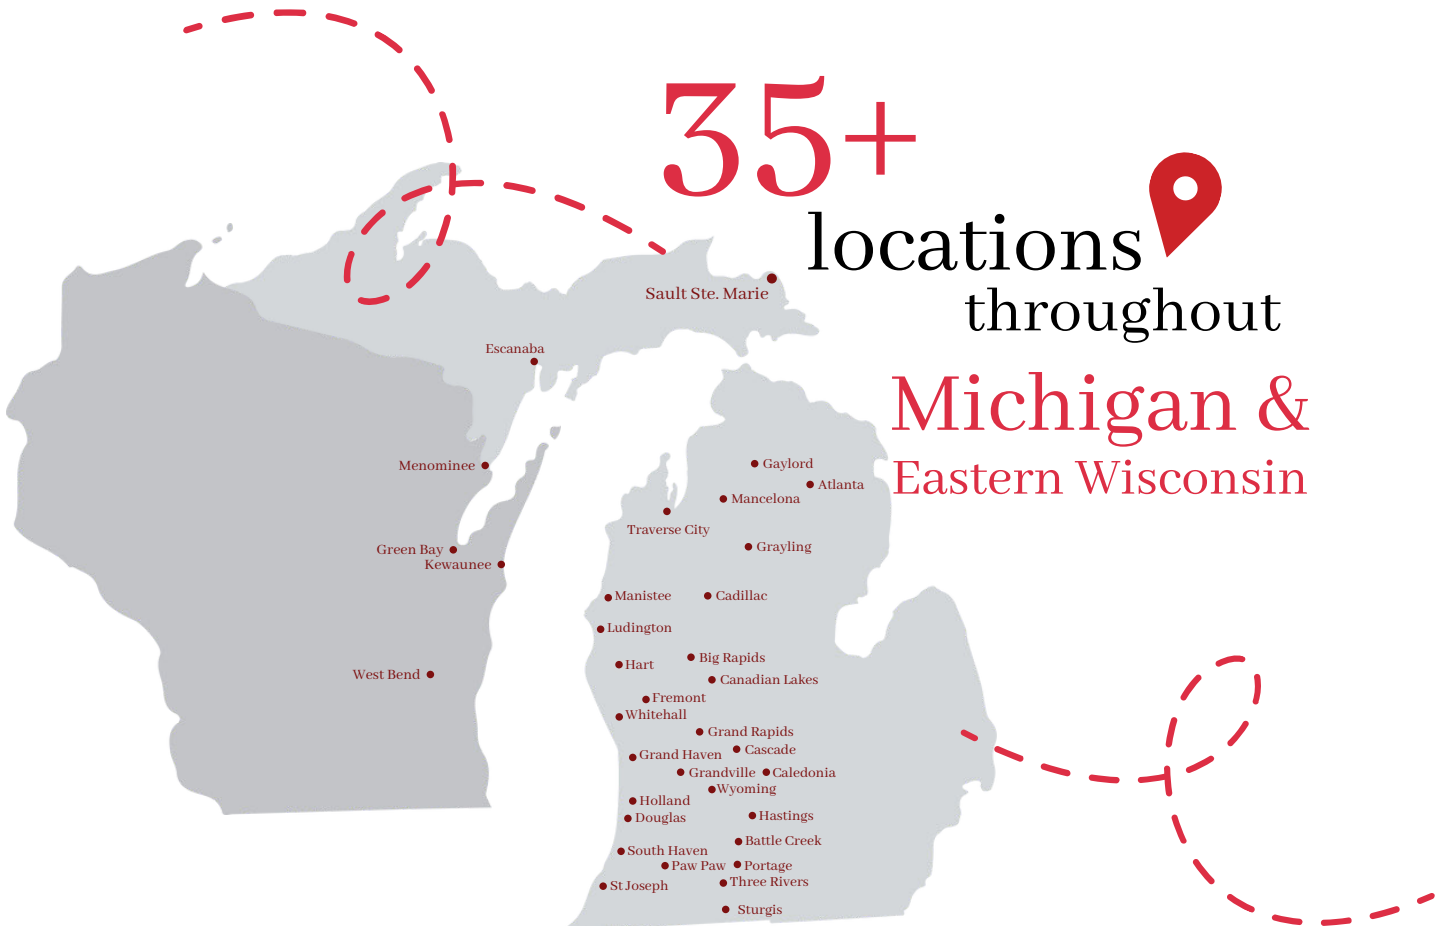 35+
locations
throughout
Michigan &
Eastern Wisconsin
Sault Ste. Marie
Escanaba
Menominee
Green Bay
Kewaunee
West Bend
Gaylord
Atlanta
Mancelona
Traverse City
Grayling
Manistee
Cadillac
Ludington
Big Rapids
Hart
Canadian Lakes
Fremont
Whitehall
Grand Rapids
Cascade
Grand Haven
Grandville
Caledonia
Wyoming
Holland
Hastings
Douglas
Battle Creek
South Haven
Paw Paw
Portage
Three Rivers
St Joseph
Sturgis